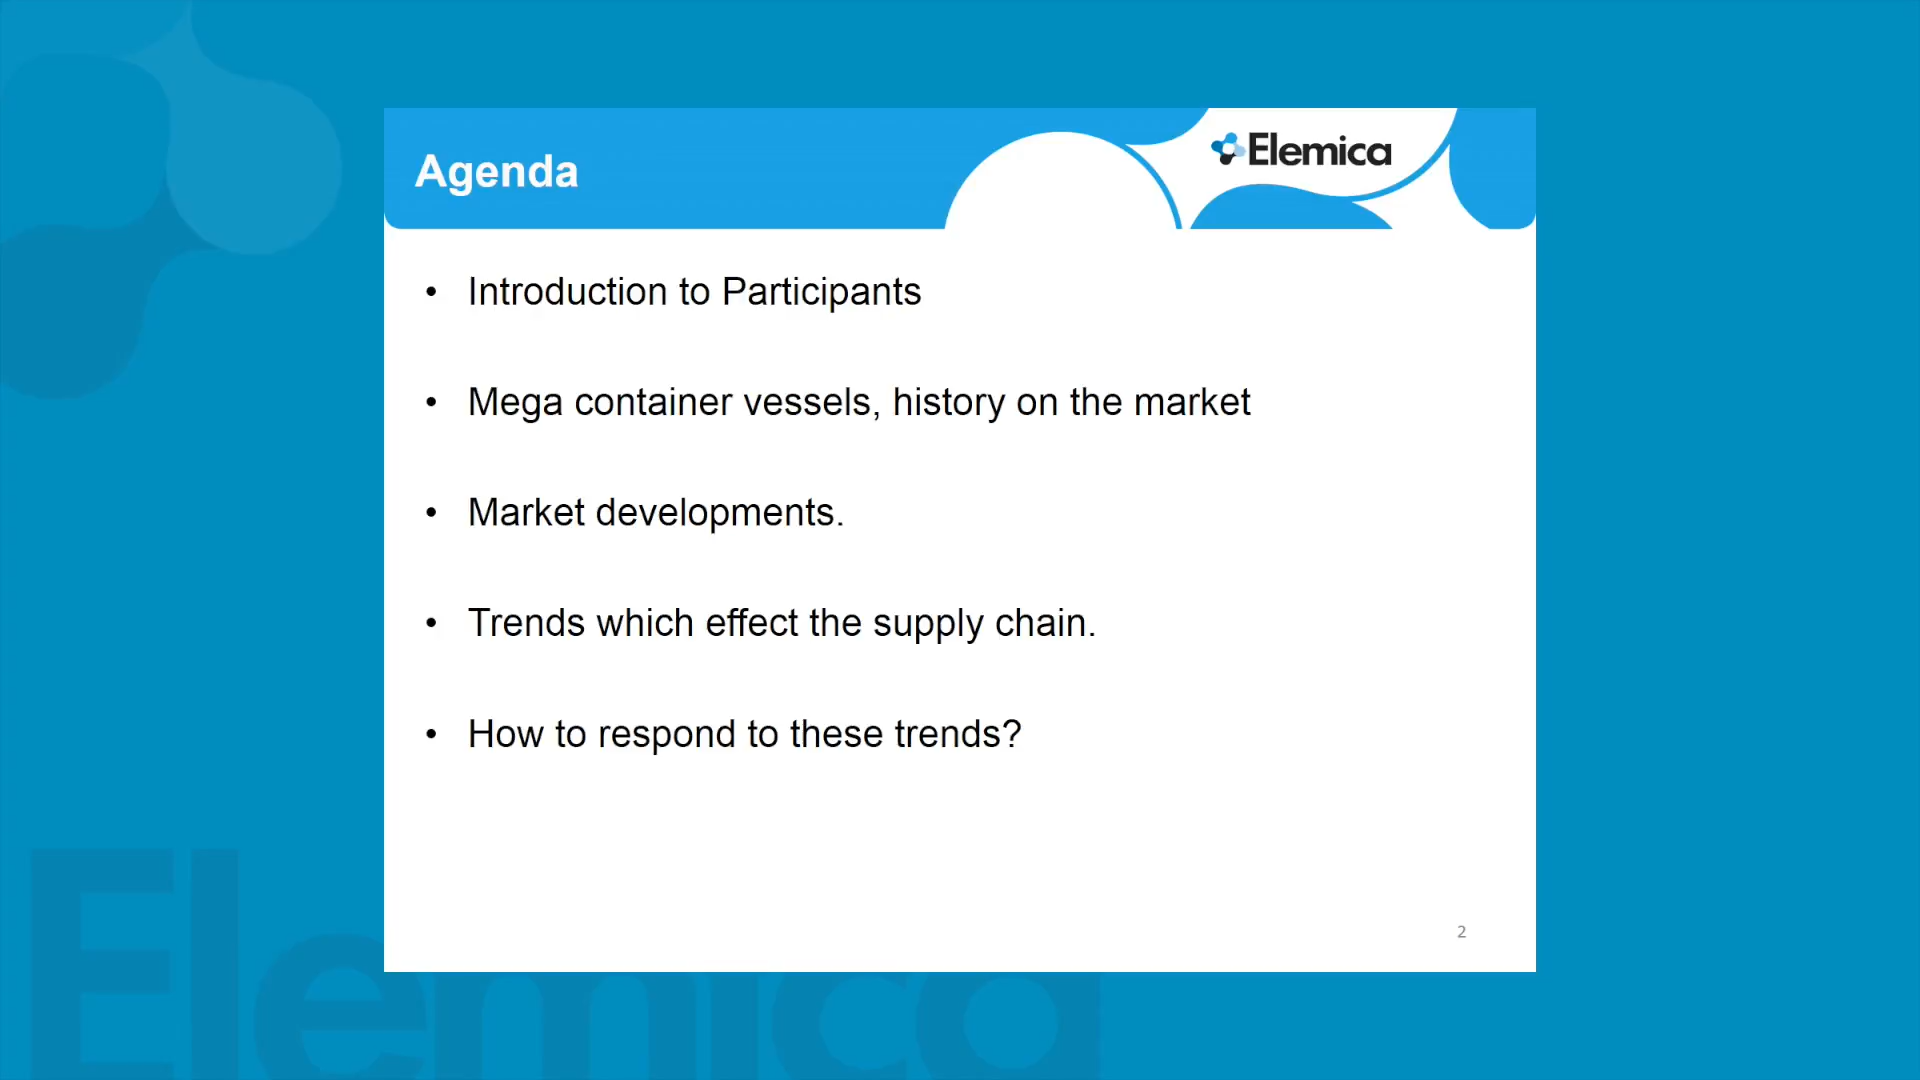 Agenda
Elemica
• Introduction to Participants
• Mega container vessels, history on the market
• Market developments.
• Trends which effect the supply chain.
• How to respond to these trends?
2
Elemica